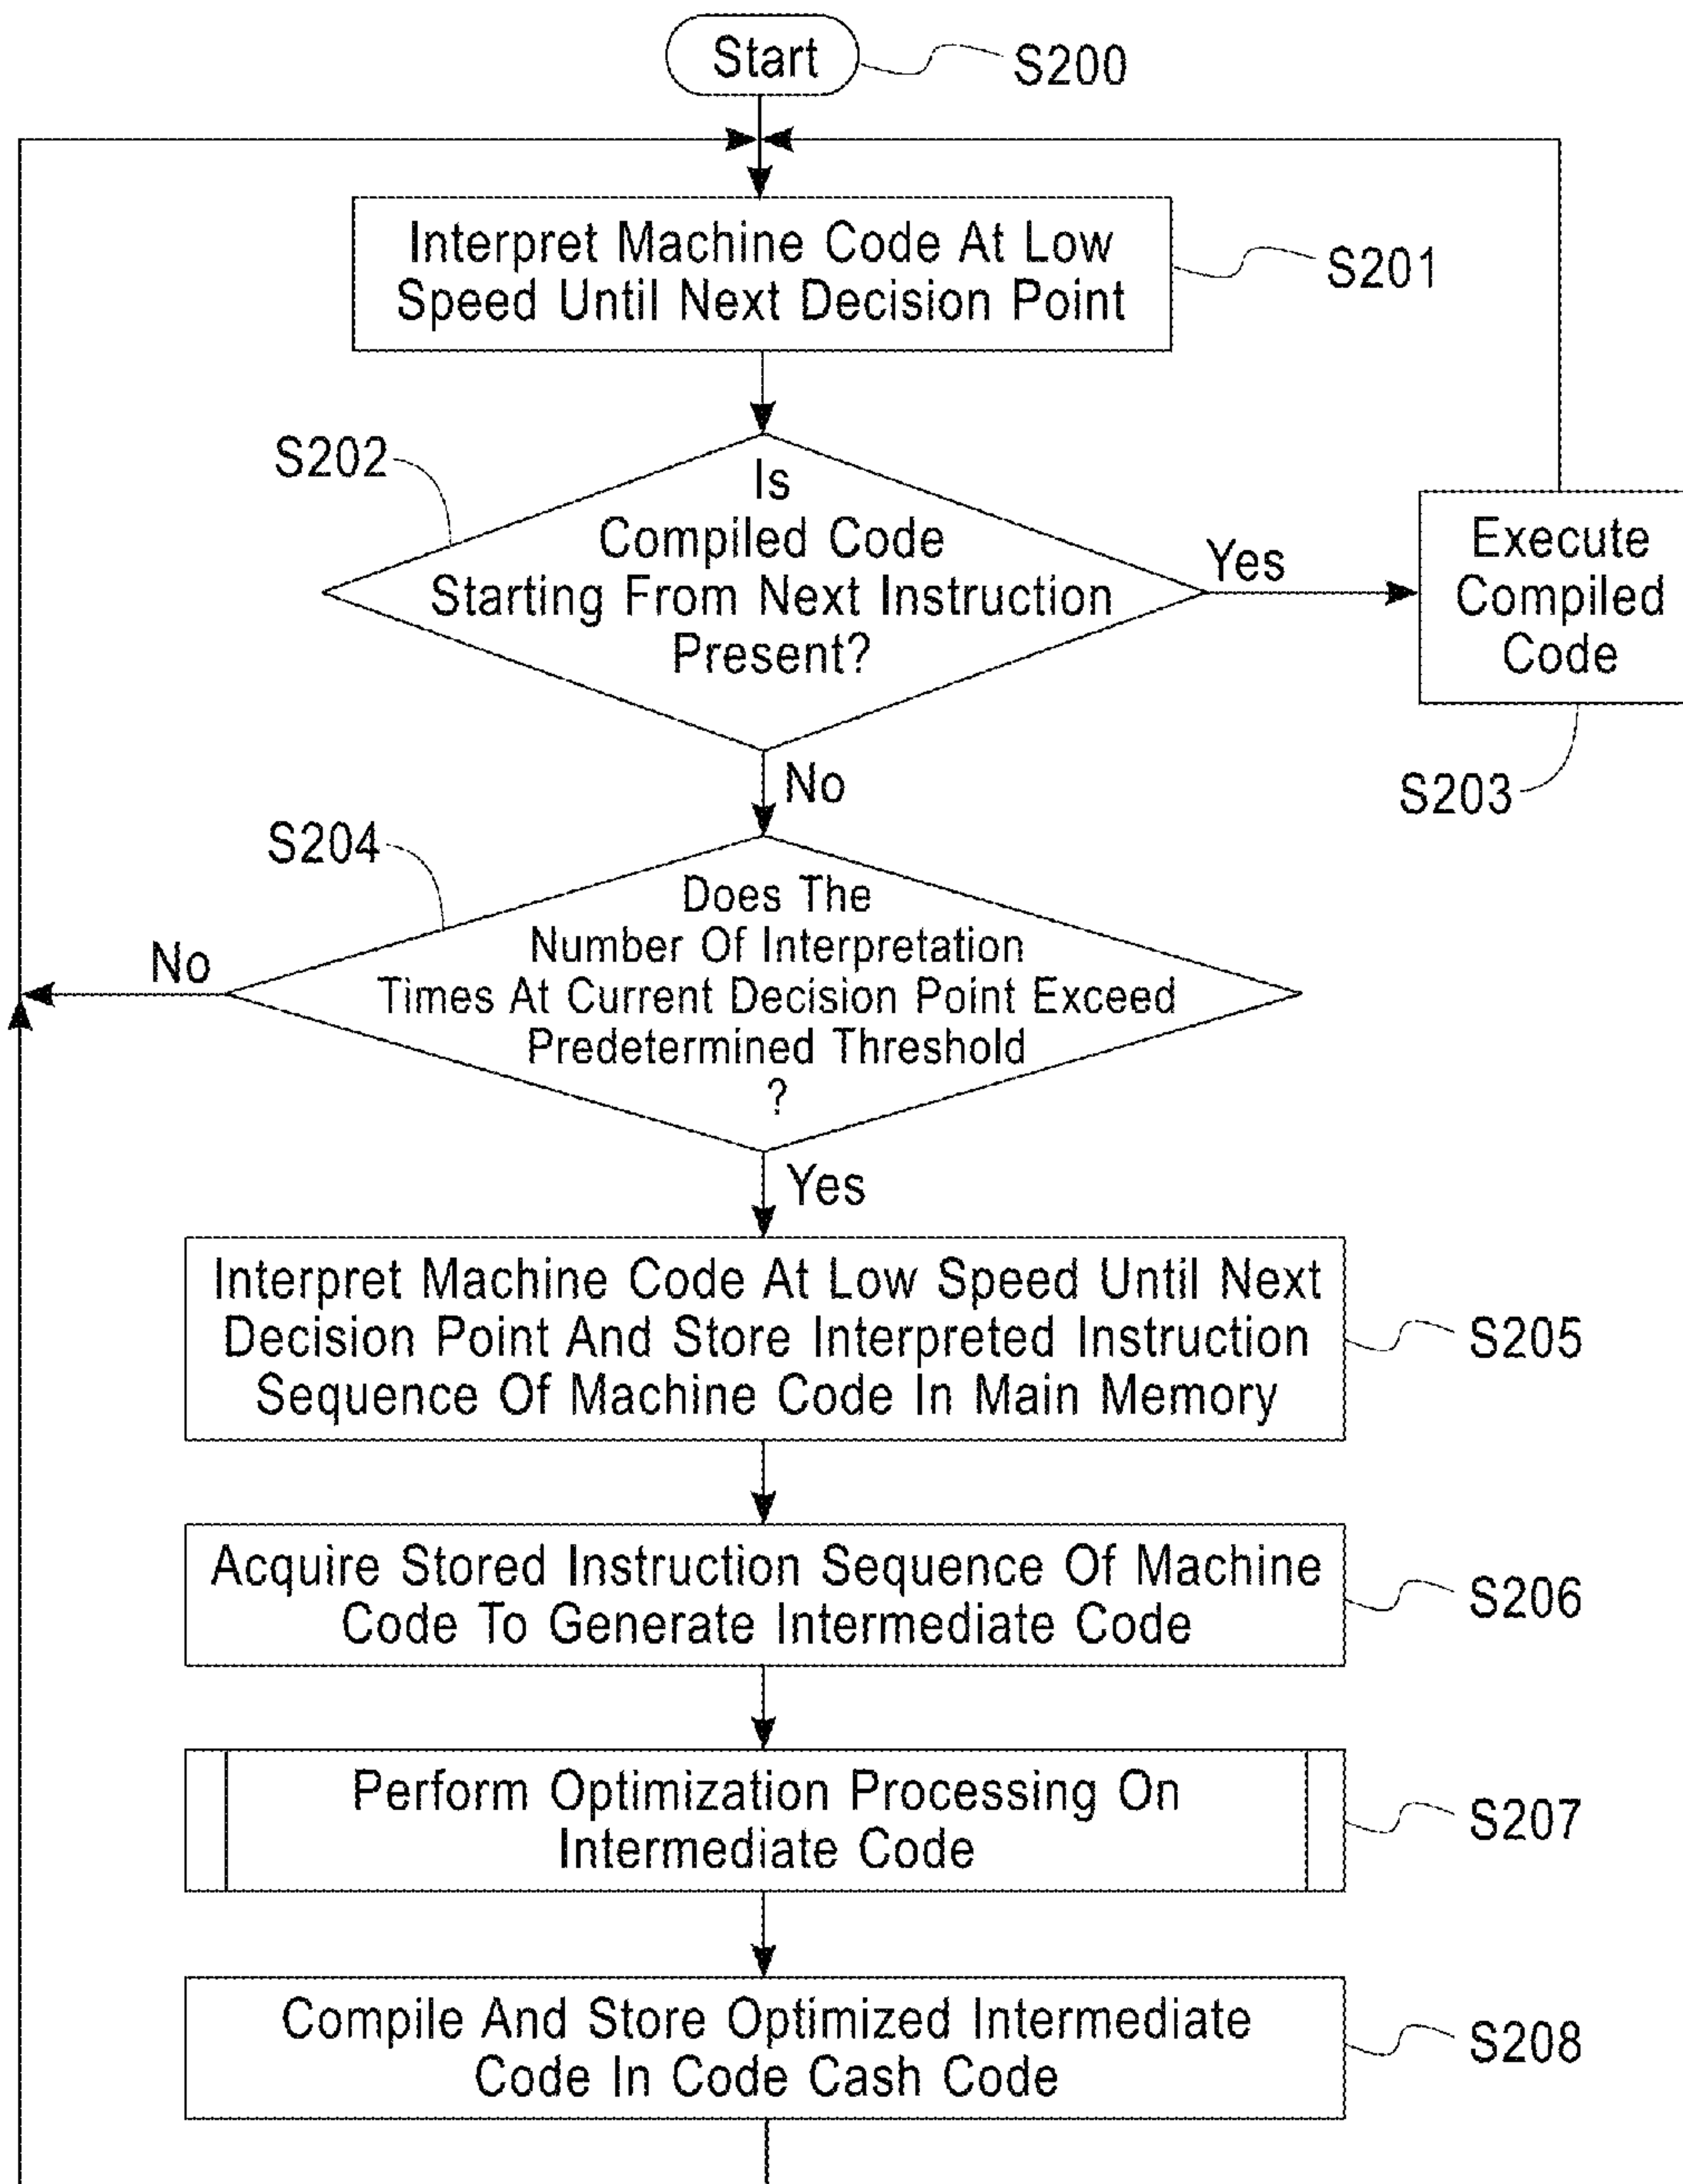 Start
S200
Interpret Machine Code At Low
Speed Until Next Decision Point
S201
S202
Is
Compiled Code
Starting From Next Instruction
Present?
Yes
Execute
Compiled
Code
S203
No
S204
Does The
Number Of Interpretation
Times At Current Decision Point Exceed
Predetermined Threshold
?
No
Yes
Interpret Machine Code At Low Speed Until Next
Decision Point And Store Interpreted Instruction
Sequence Of Machine Code In Main Memory
S205
Acquire Stored Instruction Sequence Of Machine
Code To Generate Intermediate Code
S206
Perform Optimization Processing On
Intermediate Code
S207
Compile And Store Optimized Intermediate
Code In Code Cash Code
S208